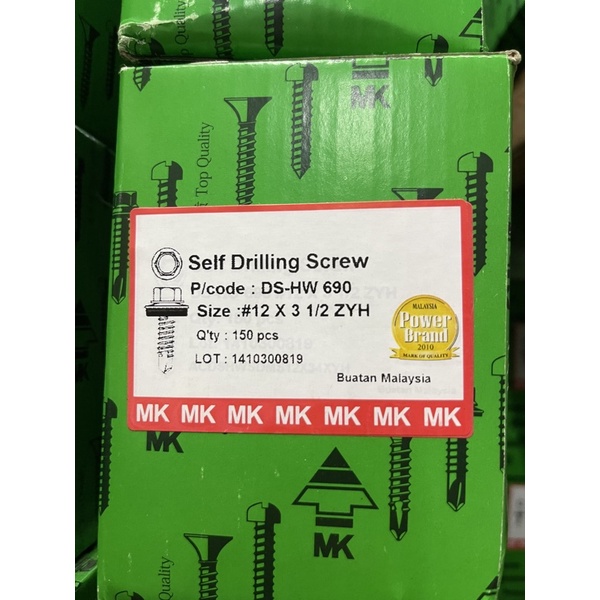 Quality
MK
Top Quality
Self Drilling Screw
P/code : DS-HW 690
Size :#12 X 3 1/2 ZYH
Q'ty : 150 pcs
LOT : 1410300819
MALAYSIA
Power
Brand
2010
MARK OF QUALITY
Buatan Malaysia
MK MK MK MK MK MK MK
MK
Quality